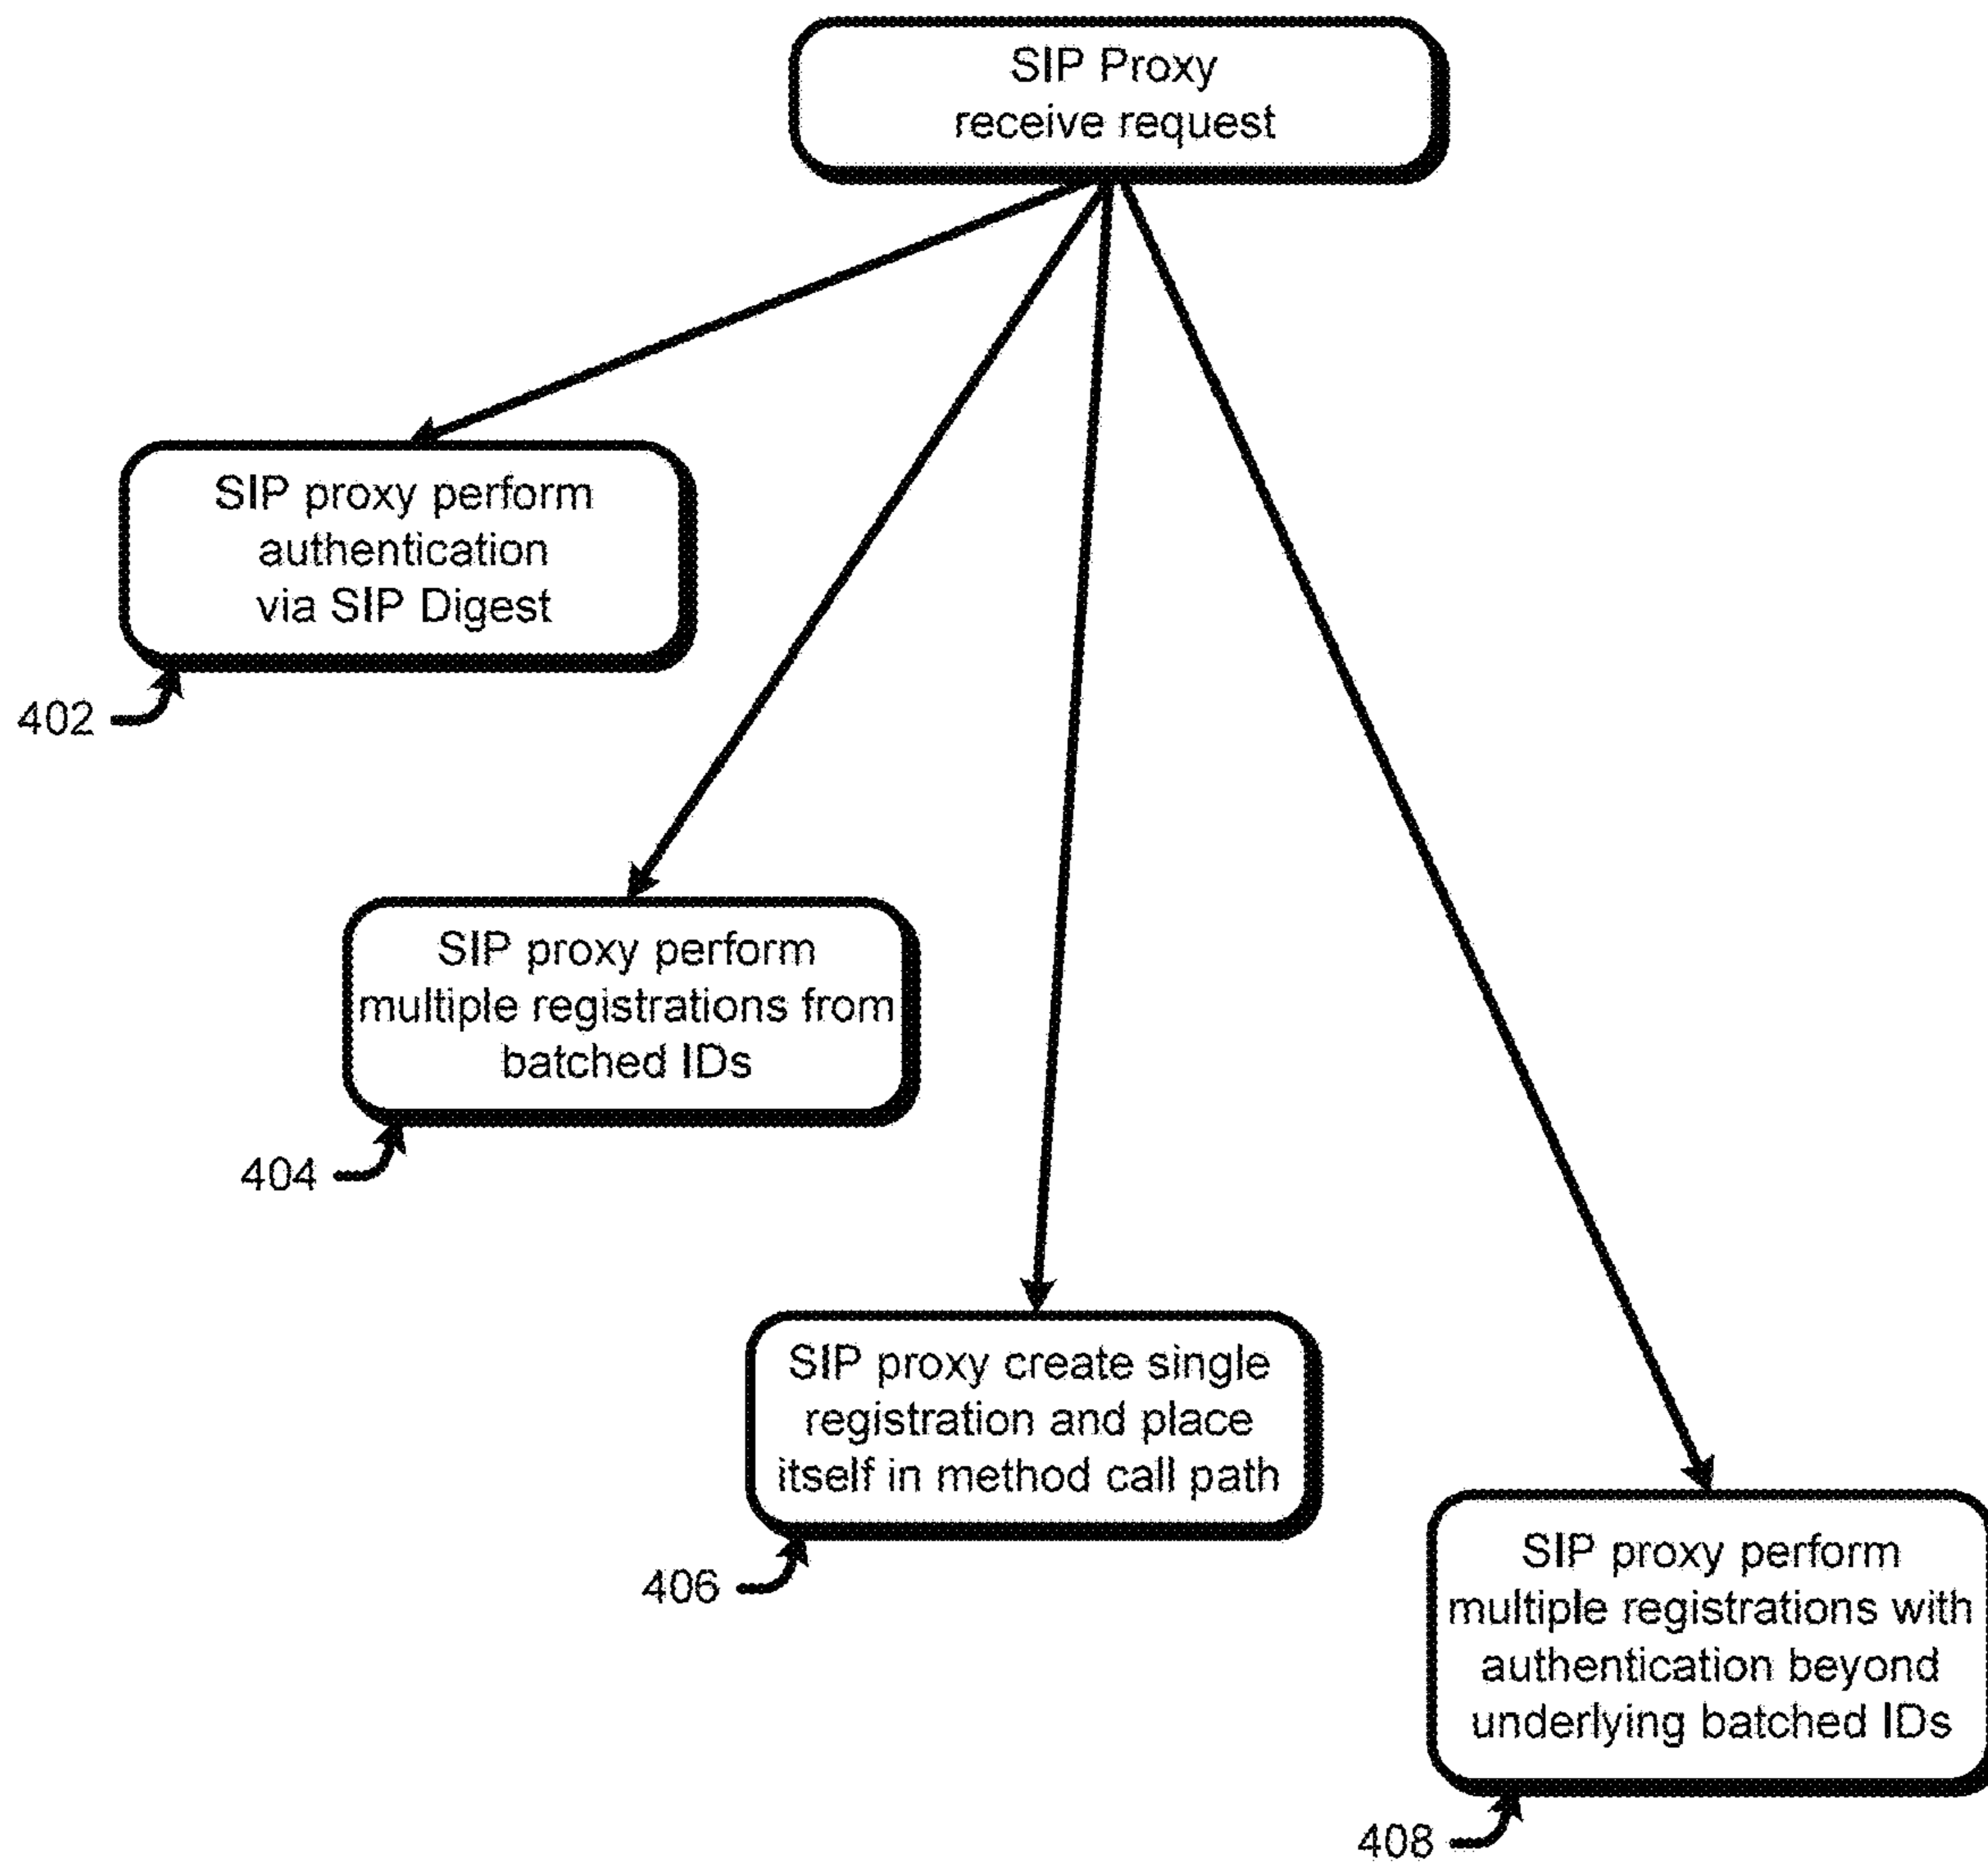 SIP Proxy
receive request
SIP proxy perform
authentication
via SIP Digest
402
SIP proxy perform
multiple registrations from
batched IDs
404
SIP proxy create single
registration and place
itself in method call path
406
SIP proxy perform
multiple registrations with
authentication beyond
underlying batched IDs
408